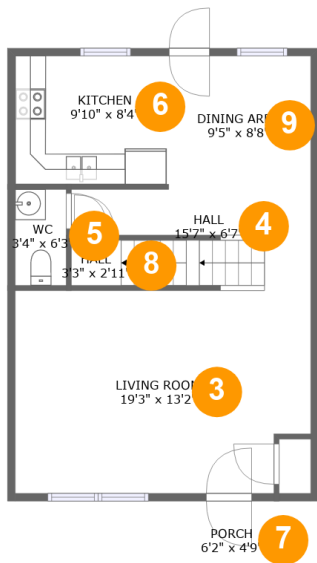 KITCHEN
9'10" x 8'4"
6
DINING
9'5" x 8'8"
9
HALL
15'7" x 6'7"
4
WC
3'4" x 6'3"
5
HALL
3'3" x 2'11"
8
LIVING ROOM
19'3" x 13'2"
3
PORCH
6'2" x 4'9"
7